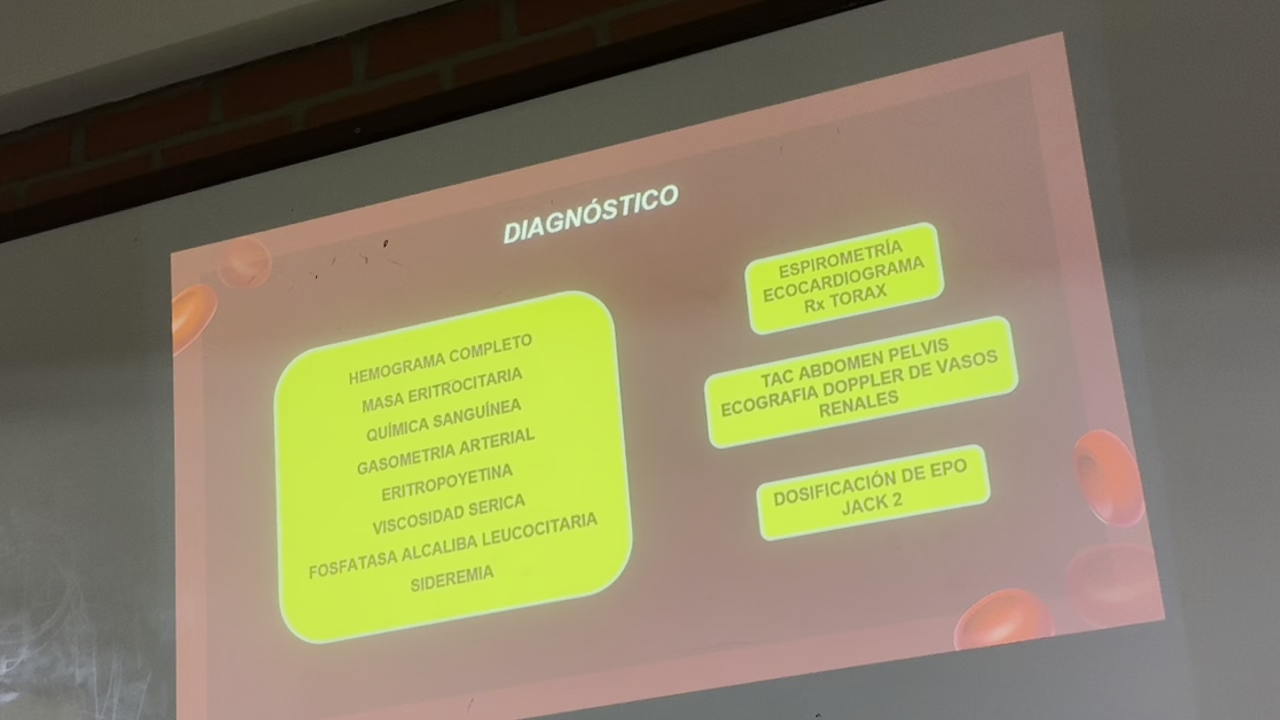 DIAGNÓSTICO
HEMOGRAMA COMPLETO
MASA ERITROCITARIA
QUÍMICA SANGUÍNEA
GASOMETRIA ARTERIAL
ERITROPOYETINA
VISCOSIDAD SERICA
FOSFATASA ALCALIBA LEUCOCITARIA
SIDEREMIA
ESPIROMETRÍA
ECOCARDIOGRAMA
Rx TORAX
TAC ABDOMEN PELVIS
ECOGRAFIA DOPPLER DE VASOS
RENALES
DOSIFICACIÓN DE EPO
JACK 2